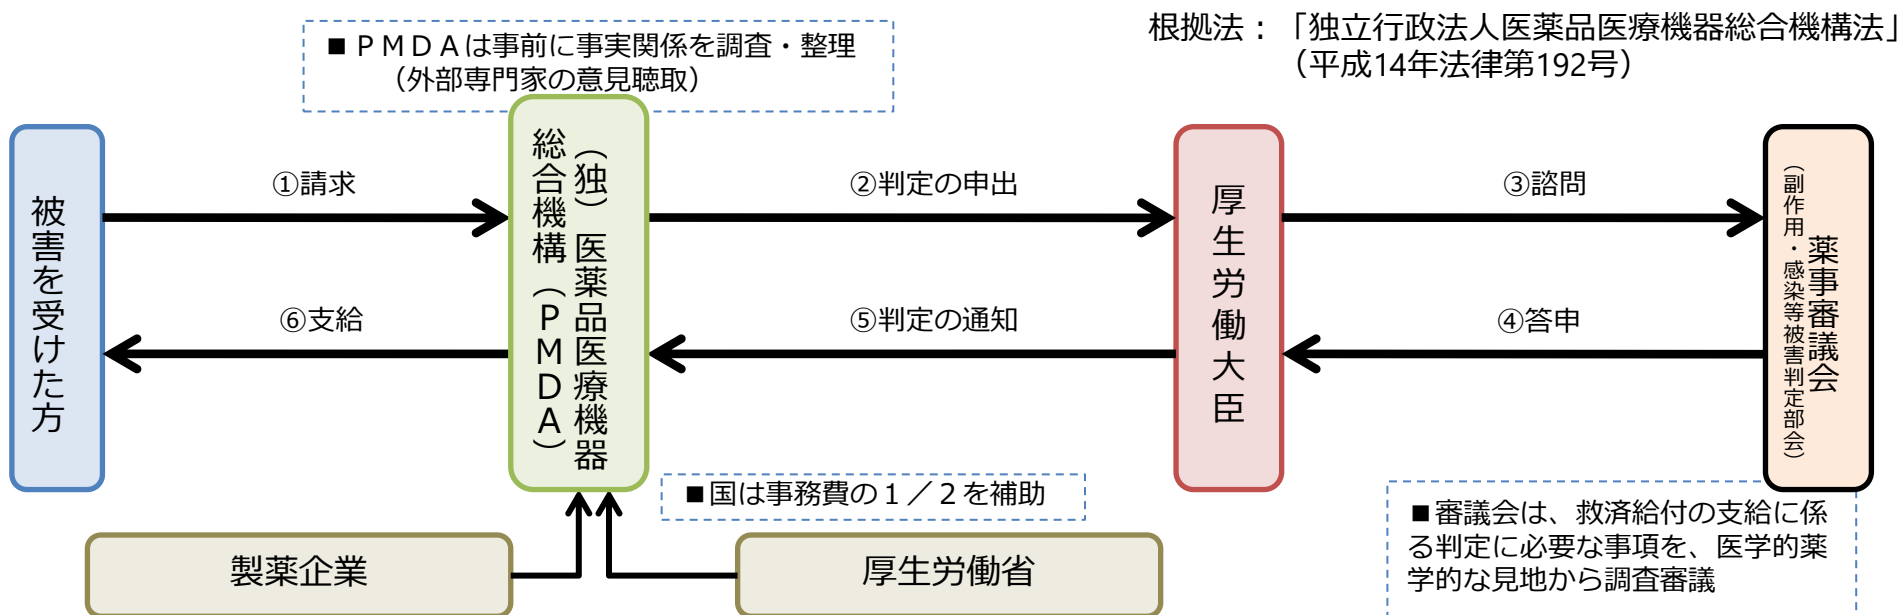 根拠法：「独立行政法人医薬品医療機器総合機構法」
（平成14年法律第192号）
■ＰＭＤＡは事前に事実関係を調査・整理
（外部専門家の意見聴取）
被害を受けた方
①請求
⑥支給
（独）医薬品医療機器
総合機構（ＰＭＤＡ）
②判定の申出
⑤判定の通知
厚生労働大臣
③諮問
④答申
薬事審議会
（副作用・感染等被害判定部会）
■国は事務費の１／２を補助
製薬企業
厚生労働省
■審議会は、救済給付の支給に係
る判定に必要な事項を、医学的薬
学的な見地から調査審議